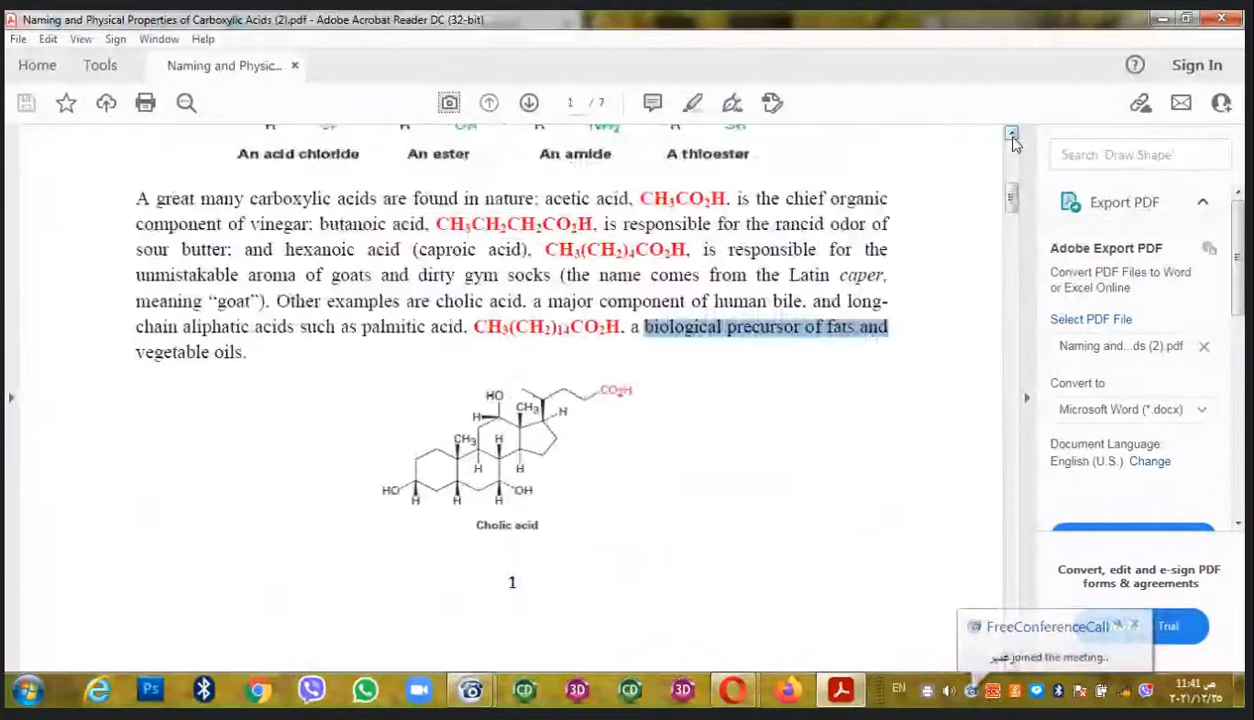 Naming and Physical Properties of Carboxylic Acids (2).pdf - Adobe Acrobat Reader DC (32-bit)
File Edit View Sign Window Help
Home Tools Naming and Physic... × Sign In
1 / 7
An acid chloride An ester An amide A thioester
A great many carboxylic acids are found in nature: acetic acid, CH3CO2H, is the chief organic
component of vinegar: butanoic acid, CH3CH2CH2CO2H, is responsible for the rancid odor of
sour butter; and hexanoic acid (caproic acid), CH3(CH2)4CO2H, is responsible for the
unmistakable aroma of goats and dirty gym socks (the name comes from the Latin caper,
meaning “goat”). Other examples are cholic acid, a major component of human bile, and long-
chain aliphatic acids such as palmitic acid, CH3(CH2)14CO2H, a biological precursor of fats and
vegetable oils.
CO2H
HO
CH3 H
H
CH3 H
H H
HO OH
H H H
Cholic acid
1
Search 'Draw Shape'
Export PDF
Adobe Export PDF
Convert PDF Files to Word
or Excel Online
Select PDF File
Naming and...ds (2).pdf ×
Convert to
Microsoft Word (*.docx)
Document Language:
English (U.S.) Change
Convert, edit and e-sign PDF
forms & agreements
Trial
FreeConferenceCall
غدير joined the meeting..
EN
11:41 ص
٢٠٢١/١٢/٢٥